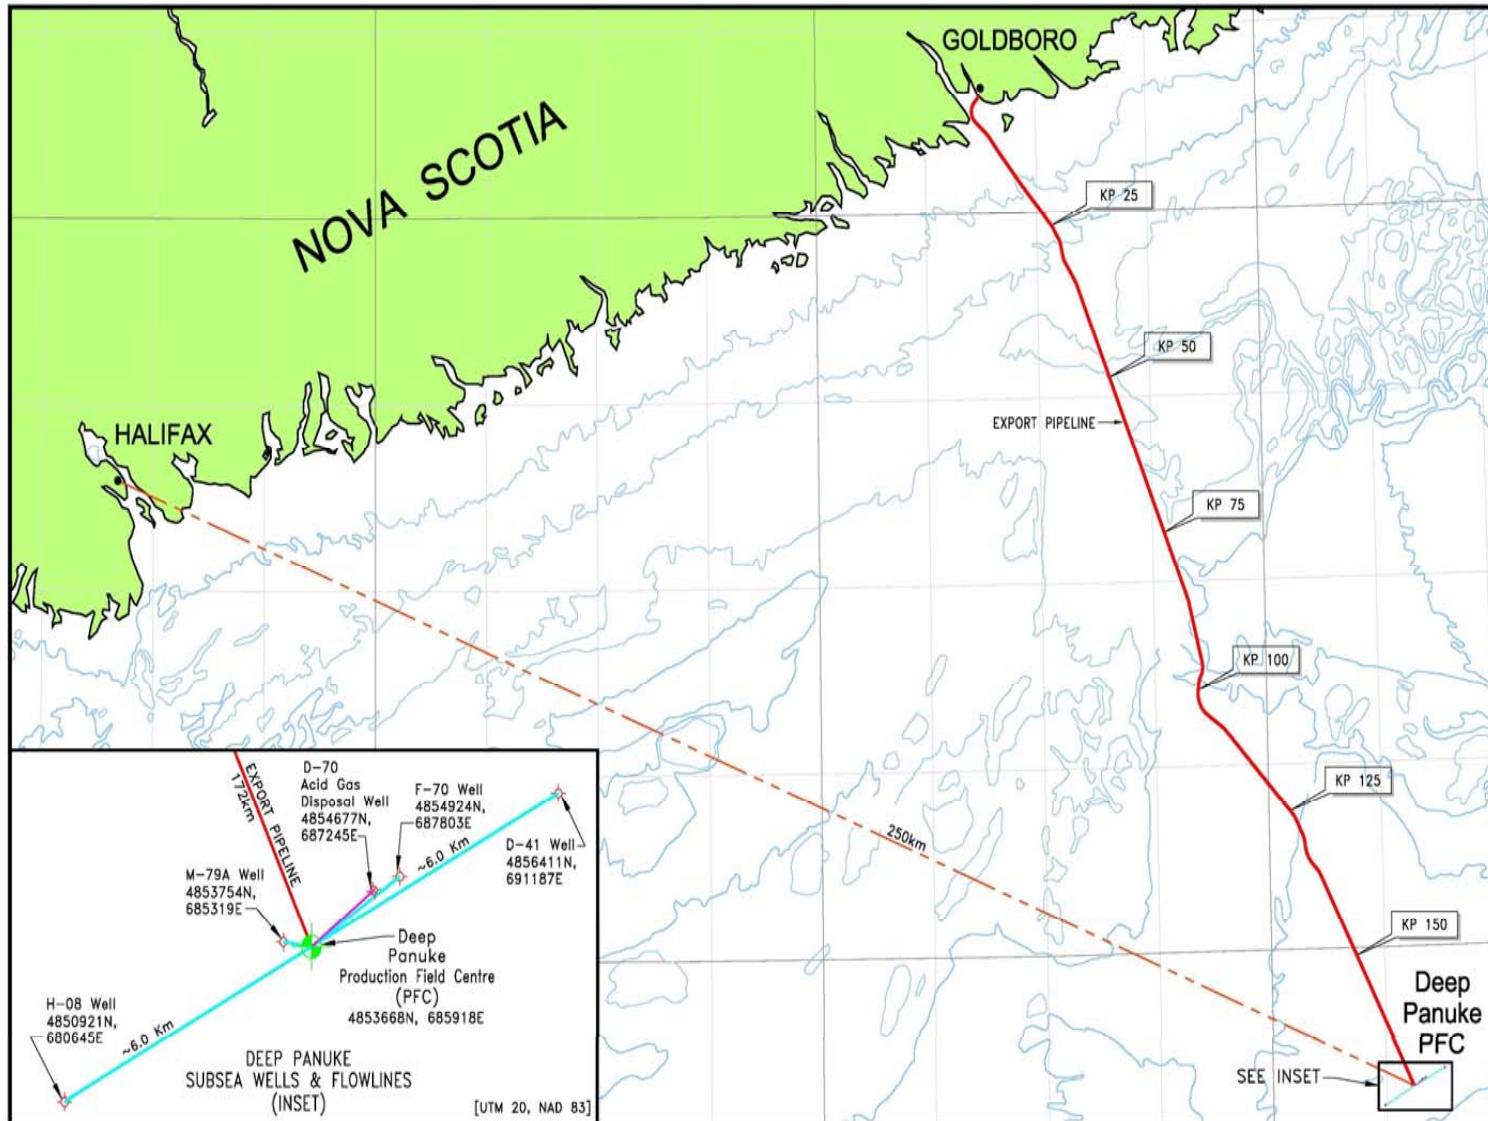 GOLDBORO
NOVA SCOTIA
KP 25
KP 50
EXPORT PIPELINE
HALIFAX
KP 75
KP 100
KP 125
250km
KP 150
Deep
Panuke
PFC
SEE INSET
EXPORT PIPELINE
172km
D-70
Acid Gas
Disposal Well
4854677N,
687245E
F-70 Well
4854924N,
687803E
~6.0 Km
D-41 Well
4856411N,
691187E
M-79A Well
4853754N,
685319E
Deep
Panuke
Production Field Centre
(PFC)
4853668N, 685918E
H-08 Well
4850921N,
680645E
~6.0 Km
DEEP PANUKE
SUBSEA WELLS & FLOWLINES
(INSET)
[UTM 20, NAD 83]